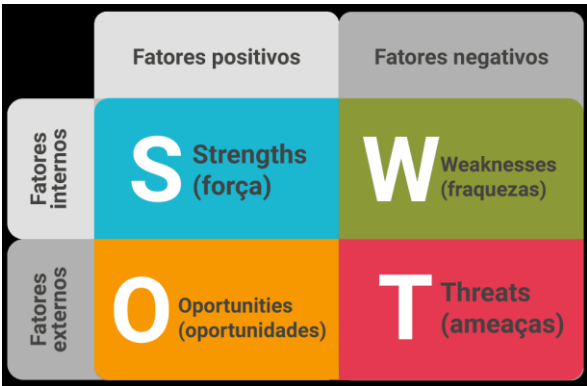 Fatores positivos
Fatores negativos
Fatores
internos
S
Strengths
(força)
W
Weaknesses
(fraquezas)
Fatores
externos
O
Oportunities
(oportunidades)
T
Threats
(ameaças)